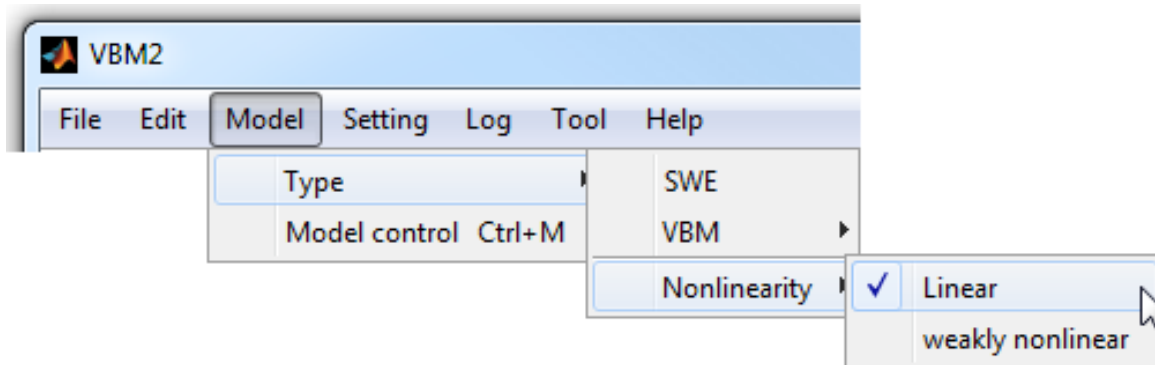 VBM2
File Edit Model Setting Log Tool Help
Type SWE
Model control Ctrl+M VBM
Nonlinearity Linear
weakly nonlinear